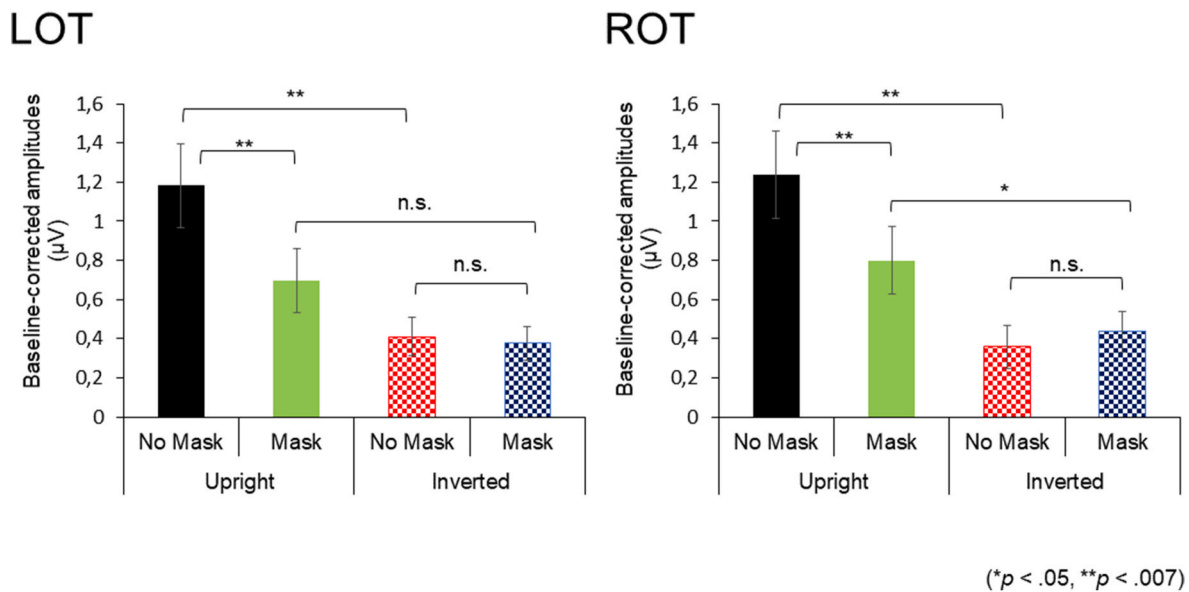 LOT
Baseline-corrected amplitudes
(µV)
1,6
1,4
1,2
1
0,8
0,6
0,4
0,2
0
**
**
n.s.
n.s.
No Mask
Mask
No Mask
Mask
Upright
Inverted
ROT
Baseline-corrected amplitudes
(µV)
1,6
1,4
1,2
1
0,8
0,6
0,4
0,2
0
**
**
*
n.s.
No Mask
Mask
No Mask
Mask
Upright
Inverted
(*p < .05, **p < .007)